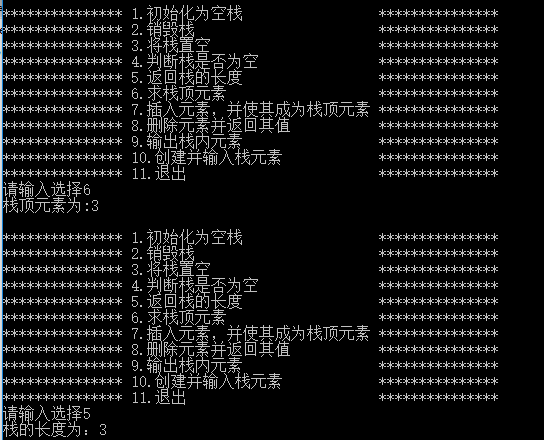 *************** 1.初始化为空栈 ***************
*************** 2.销毁栈 ***************
*************** 3.将栈置空 ***************
*************** 4.判断栈是否为空 ***************
*************** 5.返回栈的长度 ***************
*************** 6.求栈顶元素 ***************
*************** 7.插入元素，并使其成为栈顶元素 ***************
*************** 8.删除元素并返回其值 ***************
*************** 9.输出栈内元素 ***************
*************** 10.创建并输入栈元素 ***************
*************** 11.退出 ***************
请输入选择6
栈顶元素为:3
*************** 1.初始化为空栈 ***************
*************** 2.销毁栈 ***************
*************** 3.将栈置空 ***************
*************** 4.判断栈是否为空 ***************
*************** 5.返回栈的长度 ***************
*************** 6.求栈顶元素 ***************
*************** 7.插入元素，并使其成为栈顶元素 ***************
*************** 8.删除元素并返回其值 ***************
*************** 9.输出栈内元素 ***************
*************** 10.创建并输入栈元素 ***************
*************** 11.退出 ***************
请输入选择5
栈的长度为：3